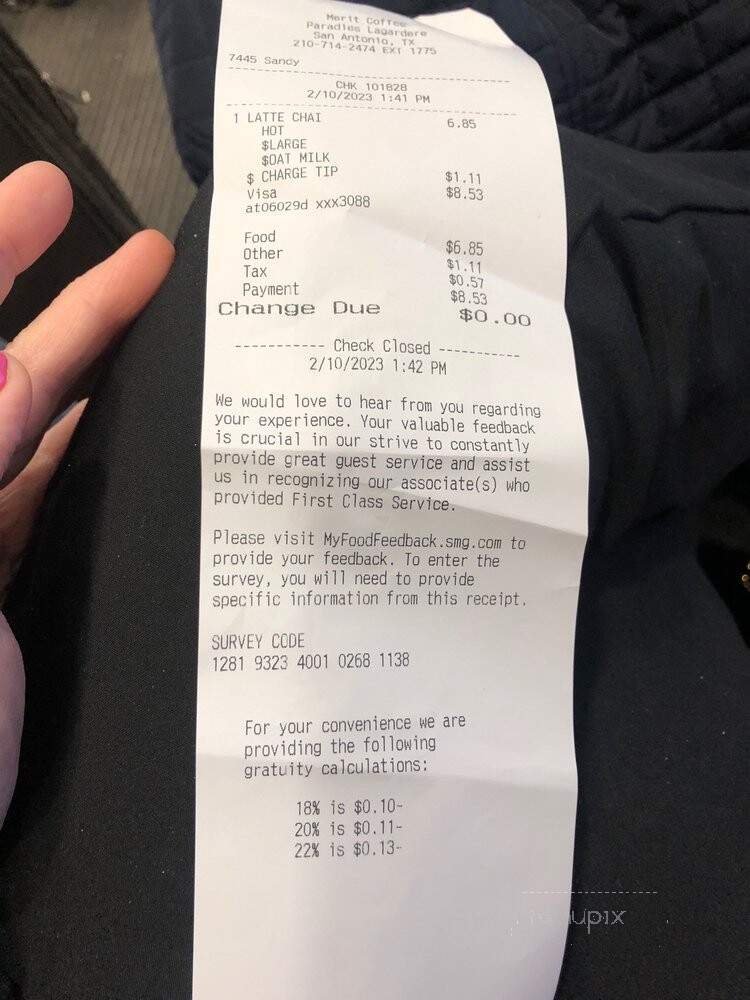 Merit Coffee
Paradies Lagardere
San Antonio, TX
210-714-2474 EXT 1775
7445 Sandy
CHK 101828
2/10/2023 1:41 PM
1 LATTE CHAI 6.85
HOT
$LARGE
$OAT MILK
$ CHARGE TIP $1.11
Visa $8.53
at06029d xxx3088
Food $6.85
Other $1.11
Tax $0.57
Payment $8.53
Change Due $0.00
----------- Check Closed -----------
2/10/2023 1:42 PM
We would love to hear from you regarding
your experience. Your valuable feedback
is crucial in our strive to constantly
provide great guest service and assist
us in recognizing our associate(s) who
provided First Class Service.
Please visit MyFoodFeedback.smg.com to
provide your feedback. To enter the
survey, you will need to provide
specific information from this receipt.
SURVEY CODE
1281 9323 4001 0268 1138
For your convenience we are
providing the following
gratuity calculations:
18% is $0.10-
20% is $0.11-
22% is $0.13-